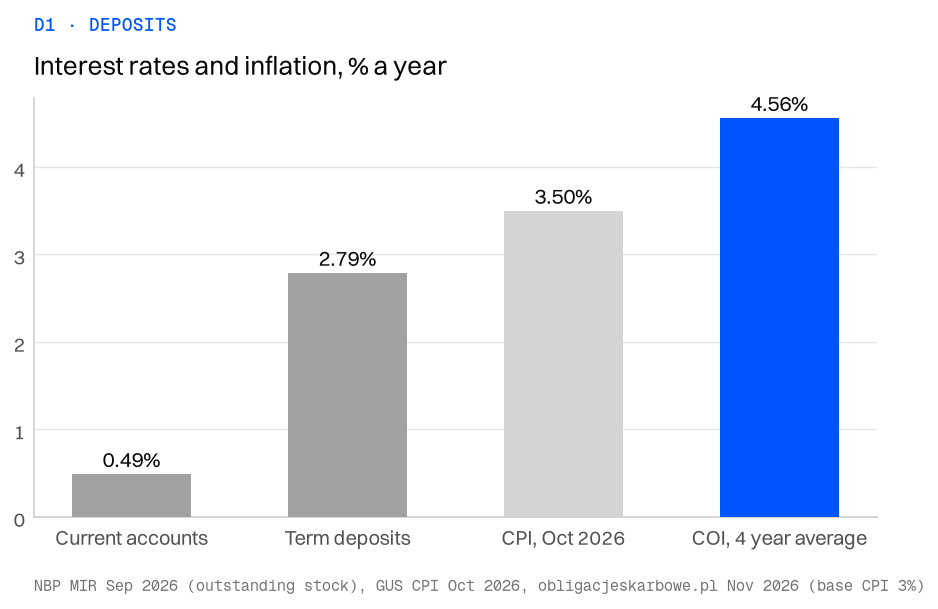 D1 · DEPOSITS
Interest rates and inflation, % a year
4.56%
4
3.50%
3
2.79%
2
1
0.49%
0
Current accounts
Term deposits
CPI, Oct 2026
COI, 4 year average
NBP MIR Sep 2026 (outstanding stock), GUS CPI Oct 2026, obligacjeskarbowe.pl Nov 2026 (base CPI 3%)